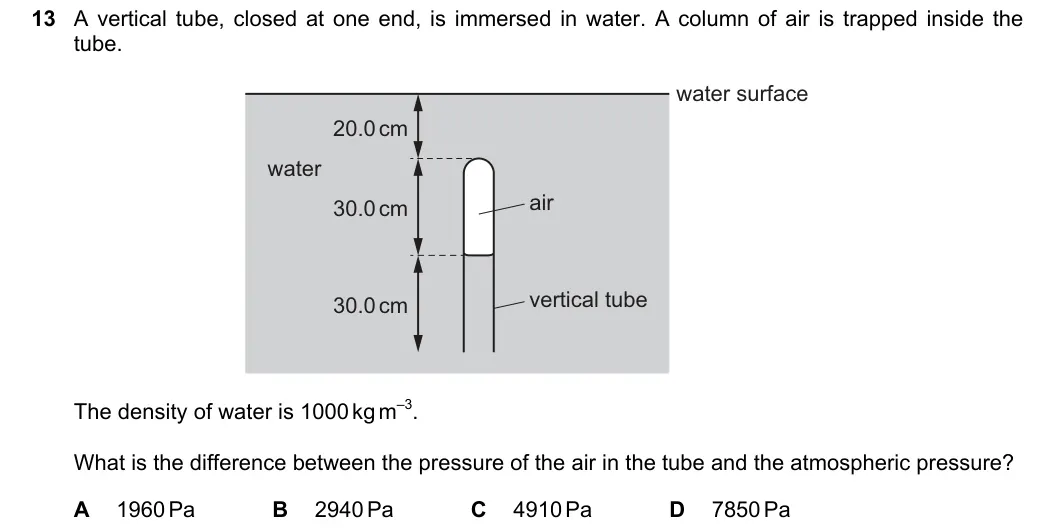 13 A vertical tube, closed at one end, is immersed in water. A column of air is trapped inside the
tube.
water surface
20.0 cm
water
30.0 cm
air
30.0 cm
vertical tube
The density of water is 1000 kg m⁻³.
What is the difference between the pressure of the air in the tube and the atmospheric pressure?
A 1960 Pa B 2940 Pa C 4910 Pa D 7850 Pa